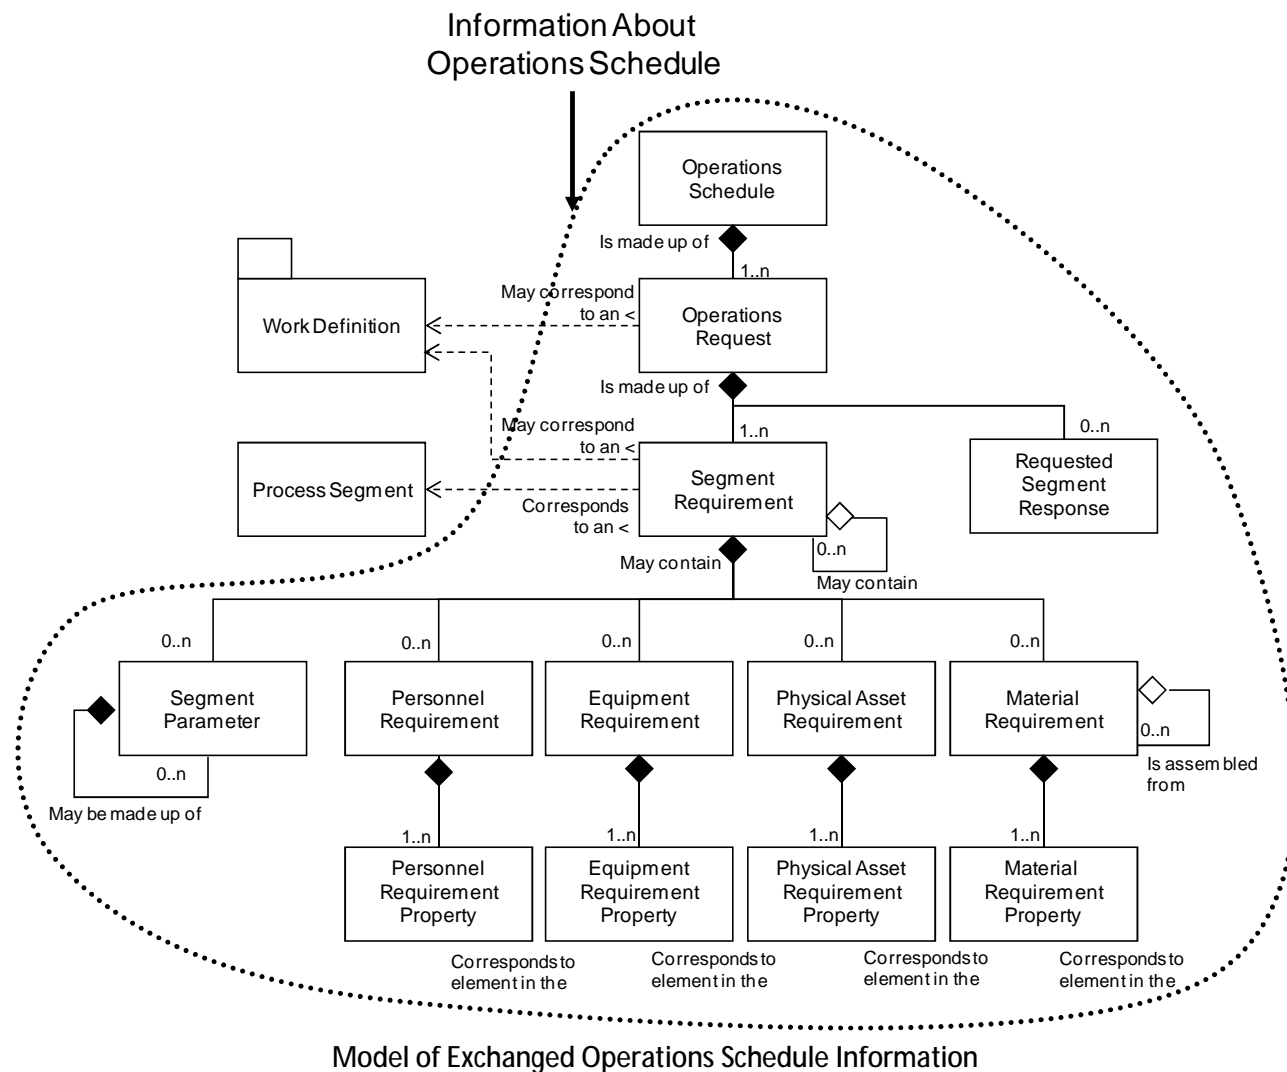 Information About
Operations Schedule
Operations
Schedule
Is made up of
1..n
May correspond
to an <
Work Definition
Operations
Request
Is made up of
May correspond
to an <
1..n
0..n
Process Segment
Segment
Requirement
Requested
Segment
Response
Corresponds
to an <
0..n
May contain
May contain
0..n
0..n
0..n
0..n
0..n
Segment
Parameter
Personnel
Requirement
Equipment
Requirement
Physical Asset
Requirement
Material
Requirement
0..n
0..n
Is assembled
from
May be made up of
1..n
1..n
1..n
1..n
Personnel
Requirement
Property
Equipment
Requirement
Property
Physical Asset
Requirement
Property
Material
Requirement
Property
Corresponds to
element in the
Corresponds to
element in the
Corresponds to
element in the
Corresponds to
element in the
Model of Exchanged Operations Schedule Information